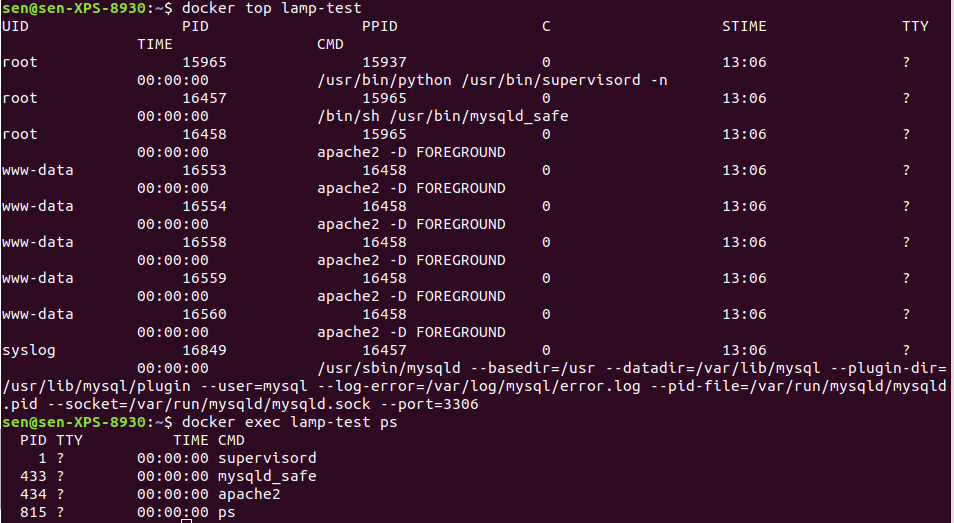 sen@sen-XPS-8930:~$ docker top lamp-test
UID PID PPID C STIME TTY
TIME CMD
root 15965 15937 0 13:06 ?
00:00:00 /usr/bin/python /usr/bin/supervisord -n
root 16457 15965 0 13:06 ?
00:00:00 /bin/sh /usr/bin/mysqld_safe
root 16458 15965 0 13:06 ?
00:00:00 apache2 -D FOREGROUND
www-data 16553 16458 0 13:06 ?
00:00:00 apache2 -D FOREGROUND
www-data 16554 16458 0 13:06 ?
00:00:00 apache2 -D FOREGROUND
www-data 16558 16458 0 13:06 ?
00:00:00 apache2 -D FOREGROUND
www-data 16559 16458 0 13:06 ?
00:00:00 apache2 -D FOREGROUND
www-data 16560 16458 0 13:06 ?
00:00:00 apache2 -D FOREGROUND
syslog 16849 16457 0 13:06 ?
00:00:00 /usr/sbin/mysqld --basedir=/usr --datadir=/var/lib/mysql --plugin-dir=
/usr/lib/mysql/plugin --user=mysql --log-error=/var/log/mysql/error.log --pid-file=/var/run/mysqld/mysqld
.pid --socket=/var/run/mysqld/mysqld.sock --port=3306
sen@sen-XPS-8930:~$ docker exec lamp-test ps
PID TTY TIME CMD
1 ? 00:00:00 supervisord
433 ? 00:00:00 mysqld_safe
434 ? 00:00:00 apache2
815 ? 00:00:00 ps